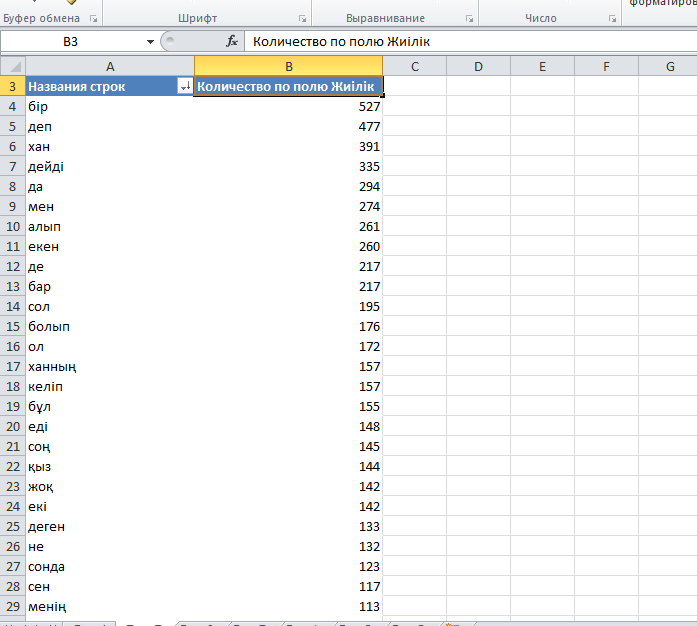 форматиров
Буфер обмена Шрифт Выравнивание Число
B3 fx Количество по полю Жиілік
A B C D E F G
3 Названия строк Количество по полю Жиілік
4 бір 527
5 деп 477
6 хан 391
7 дейді 335
8 да 294
9 мен 274
10 алып 261
11 екен 260
12 де 217
13 бар 217
14 сол 195
15 болып 176
16 ол 172
17 ханның 157
18 келіп 157
19 бұл 155
20 еді 148
21 соң 145
22 қыз 144
23 жоқ 142
24 екі 142
25 деген 133
26 не 132
27 сонда 123
28 сен 117
29 менің 113